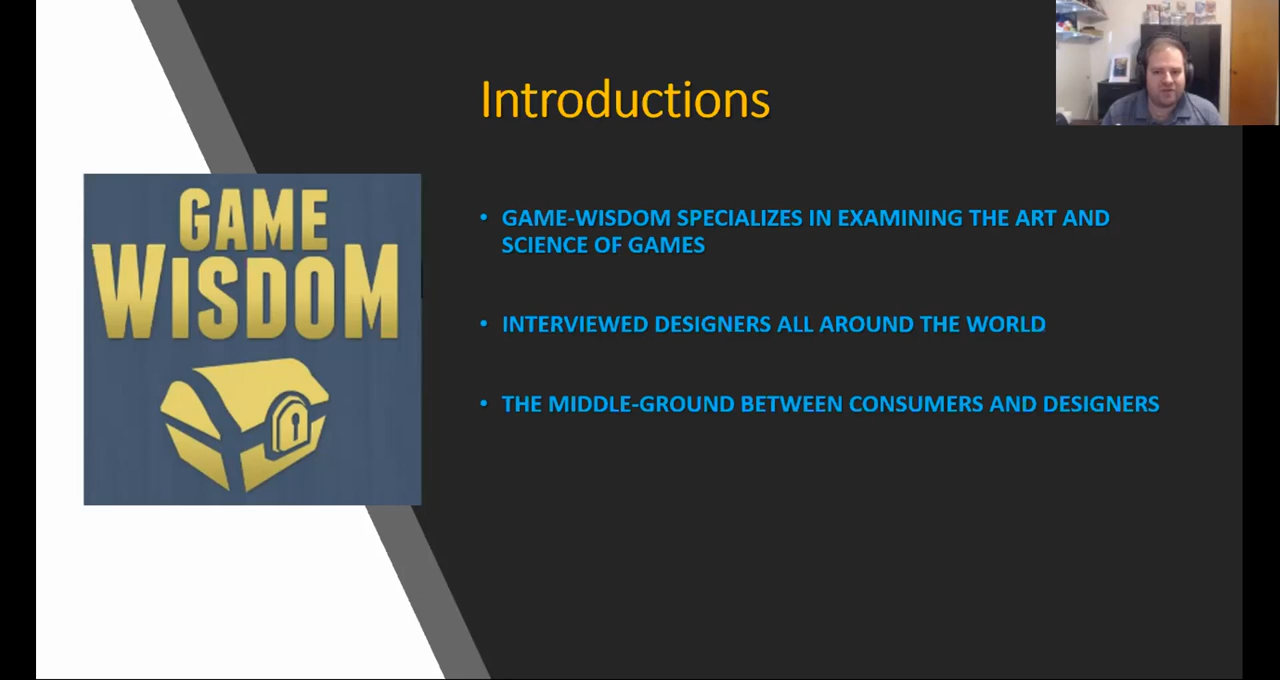 Introductions
GAME
WISDOM
• GAME-WISDOM SPECIALIZES IN EXAMINING THE ART AND
SCIENCE OF GAMES
• INTERVIEWED DESIGNERS ALL AROUND THE WORLD
• THE MIDDLE-GROUND BETWEEN CONSUMERS AND DESIGNERS